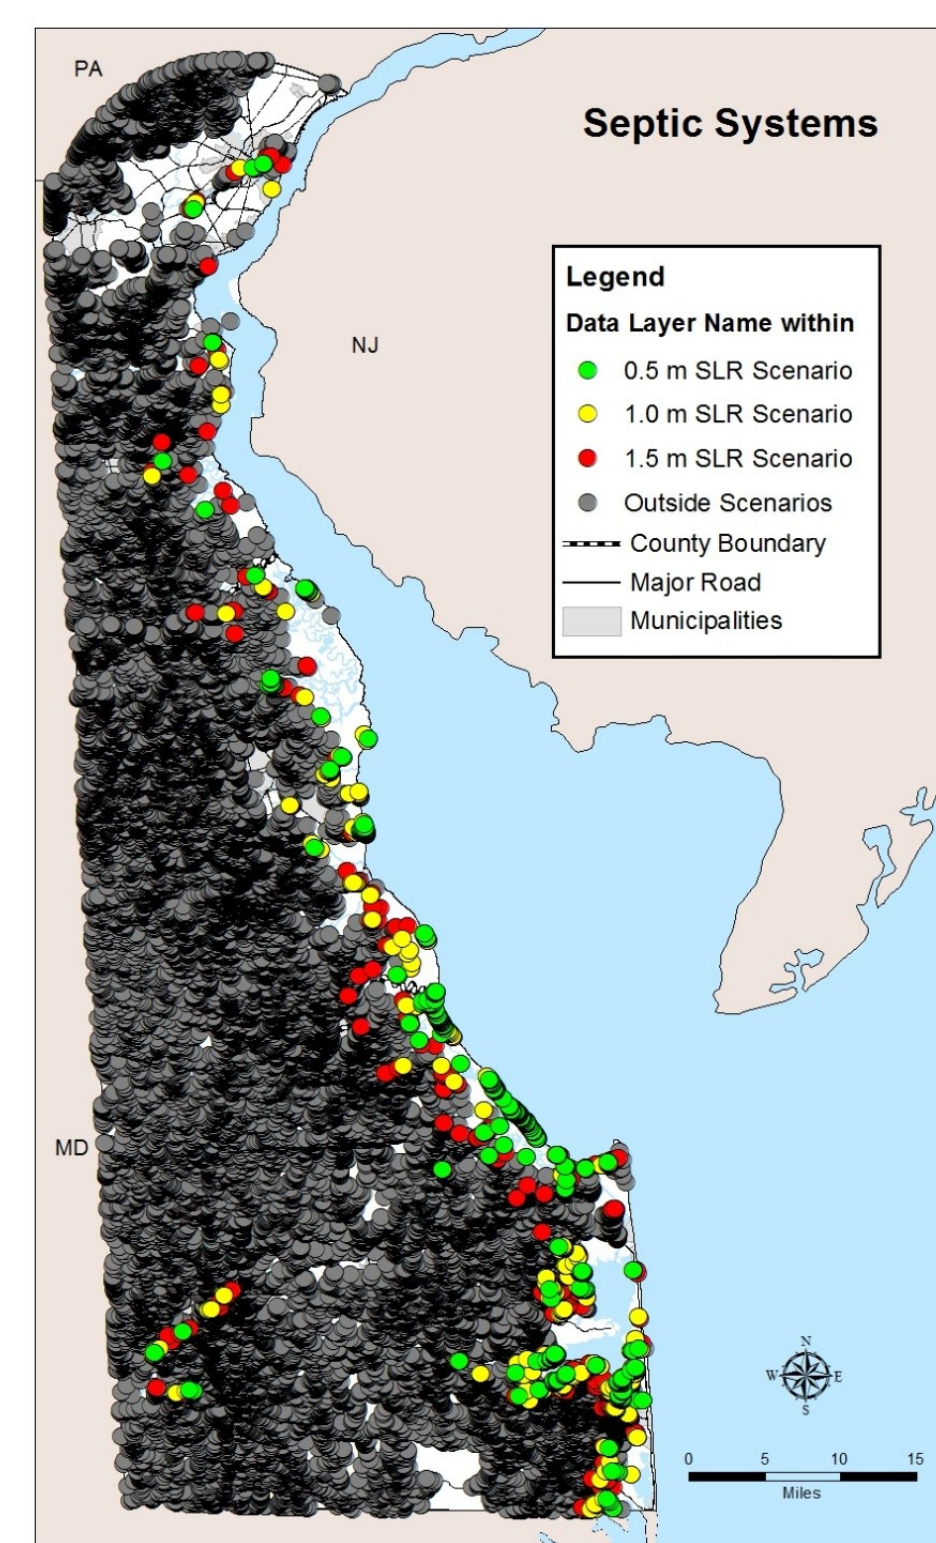 PA
Septic Systems
Legend
Data Layer Name within
0.5 m SLR Scenario
NJ
1.0 m SLR Scenario
1.5 m SLR Scenario
Outside Scenarios
County Boundary
Major Road
Municipalities
MD
N
W E
S
0 5 10 15
Miles